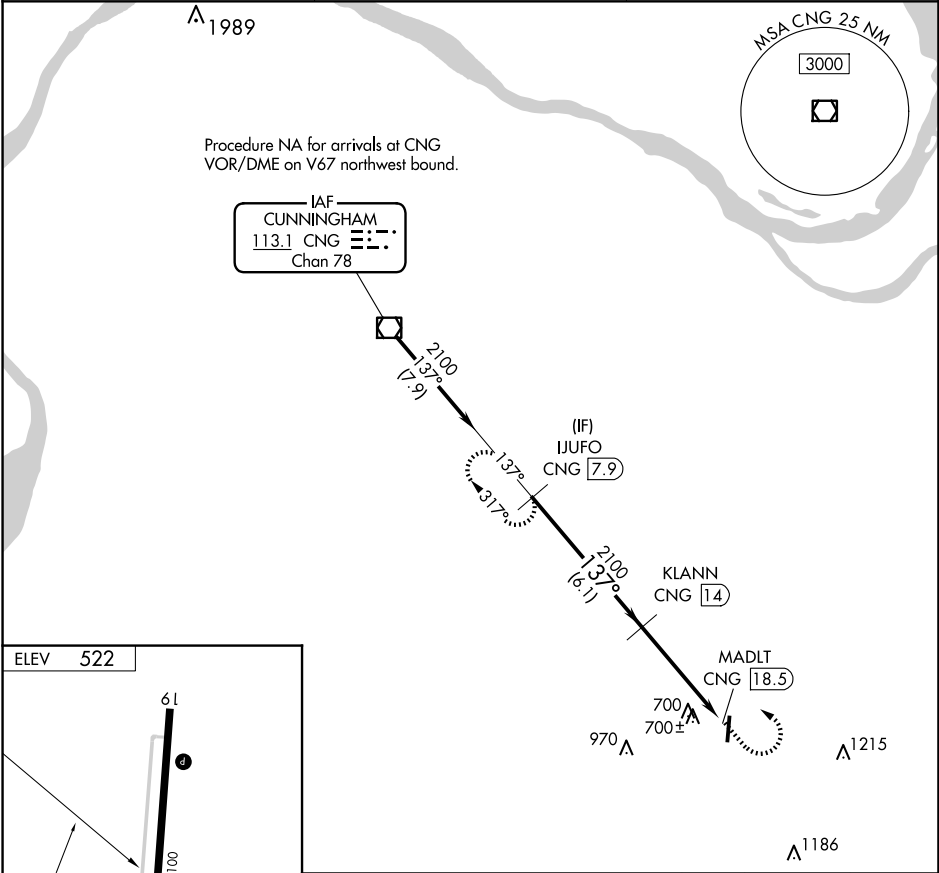 1989
MSA CNG 25 NM
3000
Procedure NA for arrivals at CNG
VOR/DME on V67 northwest bound.
IAF
CUNNINGHAM
113.1 CNG
Chan 78
2100
137°
(7.9)
(IF)
IJUFO
CNG 7.9
137°
317°
2100
137°
(6.1)
KLANN
CNG 14
MADLT
CNG 18.5
700
700±
970
1215
1186
ELEV 522
19
P
100